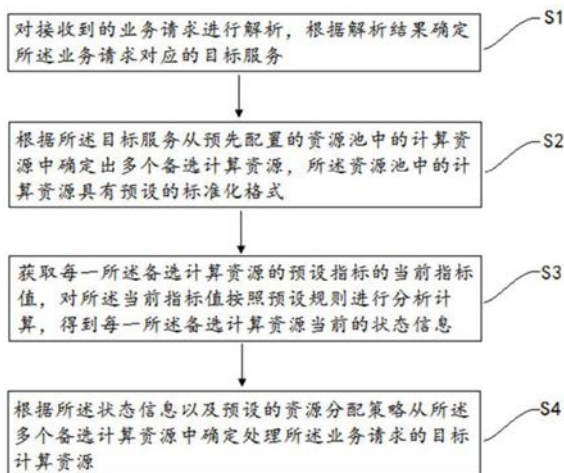 对接收到的业务请求进行解析，根据解析结果确定
所述业务请求对应的目标服务
S1
根据所述目标服务从预先配置的资源池中的计算资
源中确定出多个备选计算资源，所述资源池中的计
算资源具有预设的标准化格式
S2
获取每一所述备选计算资源的预设指标的当前指标
值，对所述当前指标值按照预设规则进行分析计
算，得到每一所述备选计算资源当前的状态信息
S3
根据所述状态信息以及预设的资源分配策略从所述
多个备选计算资源中确定处理所述业务请求的目标
计算资源
S4